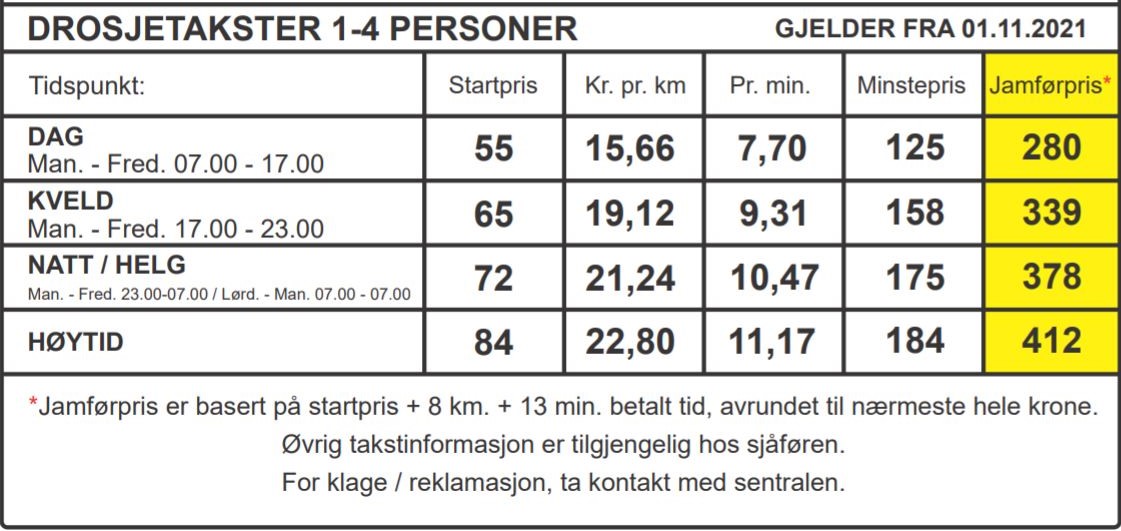 DROSJETAKSTER 1-4 PERSONER GJELDER FRA 01.11.2021
Tidspunkt: Startpris Kr. pr. km Pr. min. Minstepris Jamførpris*
DAG
Man. - Fred. 07.00 - 17.00 55 15,66 7,70 125 280
KVELD
Man. - Fred. 17.00 - 23.00 65 19,12 9,31 158 339
NATT / HELG
Man. - Fred. 23.00-07.00 / Lørd. - Man. 07.00 - 07.00 72 21,24 10,47 175 378
HØYTID 84 22,80 11,17 184 412
*Jamførpris er basert på startpris + 8 km. + 13 min. betalt tid, avrundet til nærmeste hele krone.
Øvrig takstinformasjon er tilgjengelig hos sjåføren.
For klage / reklamasjon, ta kontakt med sentralen.